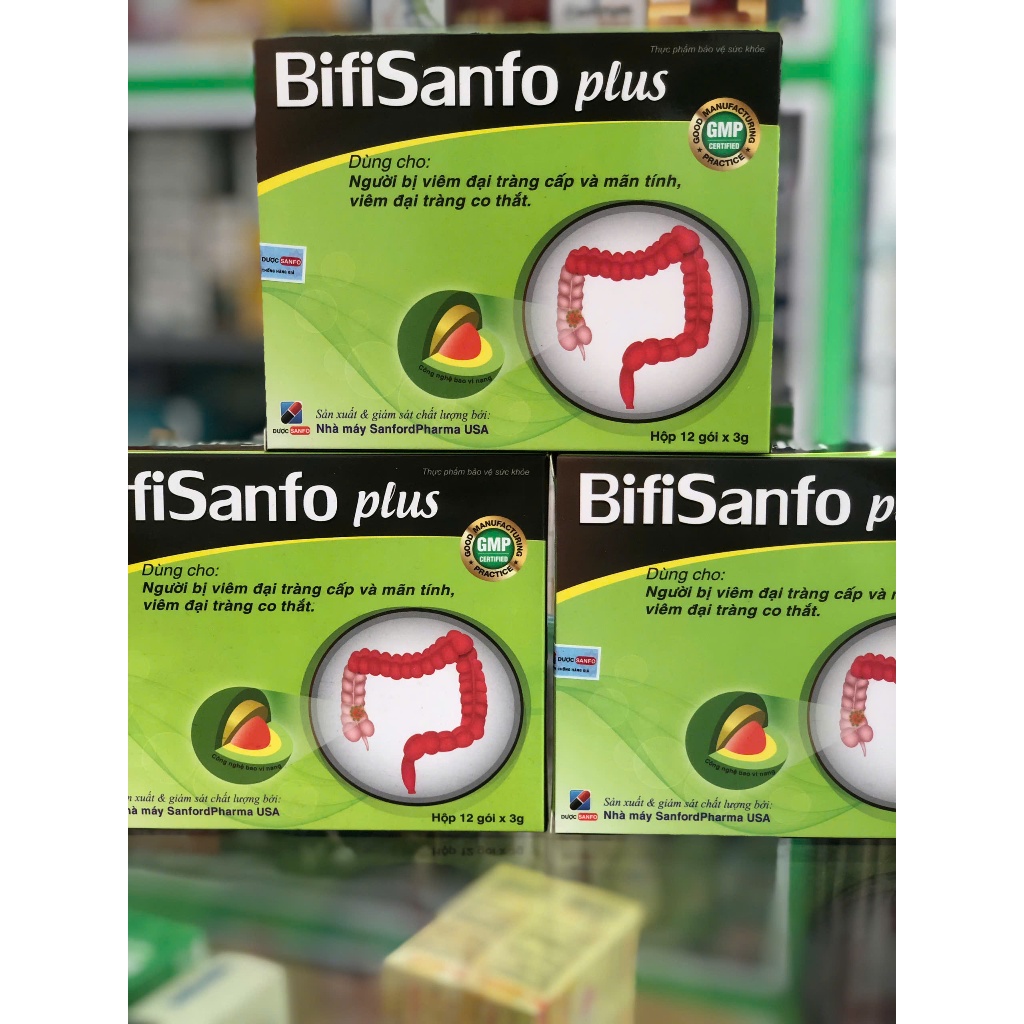 BifiSanfo plus
Thực phẩm bảo vệ sức khỏe
GOOD MANUFACTURING PRACTICE
GMP
CERTIFIED
Dùng cho:
Người bị viêm đại tràng cấp và mãn tính,
viêm đại tràng co thắt.
DƯỢC SANFO
CHỐNG HÀNG GIẢ
Công nghệ bao vi nang
DƯỢC SANFO
Sản xuất & giám sát chất lượng bởi:
Nhà máy SanfordPharma USA
Hộp 12 gói x 3g
fiSanfo plus
Thực phẩm bảo vệ sức khỏe
GOOD MANUFACTURING PRACTICE
GMP
CERTIFIED
Dùng cho:
Người bị viêm đại tràng cấp và mãn tính,
viêm đại tràng co thắt.
Công nghệ bao vi nang
xuất & giám sát chất lượng bởi:
à máy SanfordPharma USA
Hộp 12 gói x 3g
BifiSanfo pl
Dùng cho:
Người bị viêm đại tràng cấp và
viêm đại tràng co thắt.
DƯỢC SANFO
CHỐNG HÀNG GIẢ
Công nghệ bao vi nang
DƯỢC SANFO
Sản xuất & giám sát chất lượng bởi:
Nhà máy SanfordPharma USA